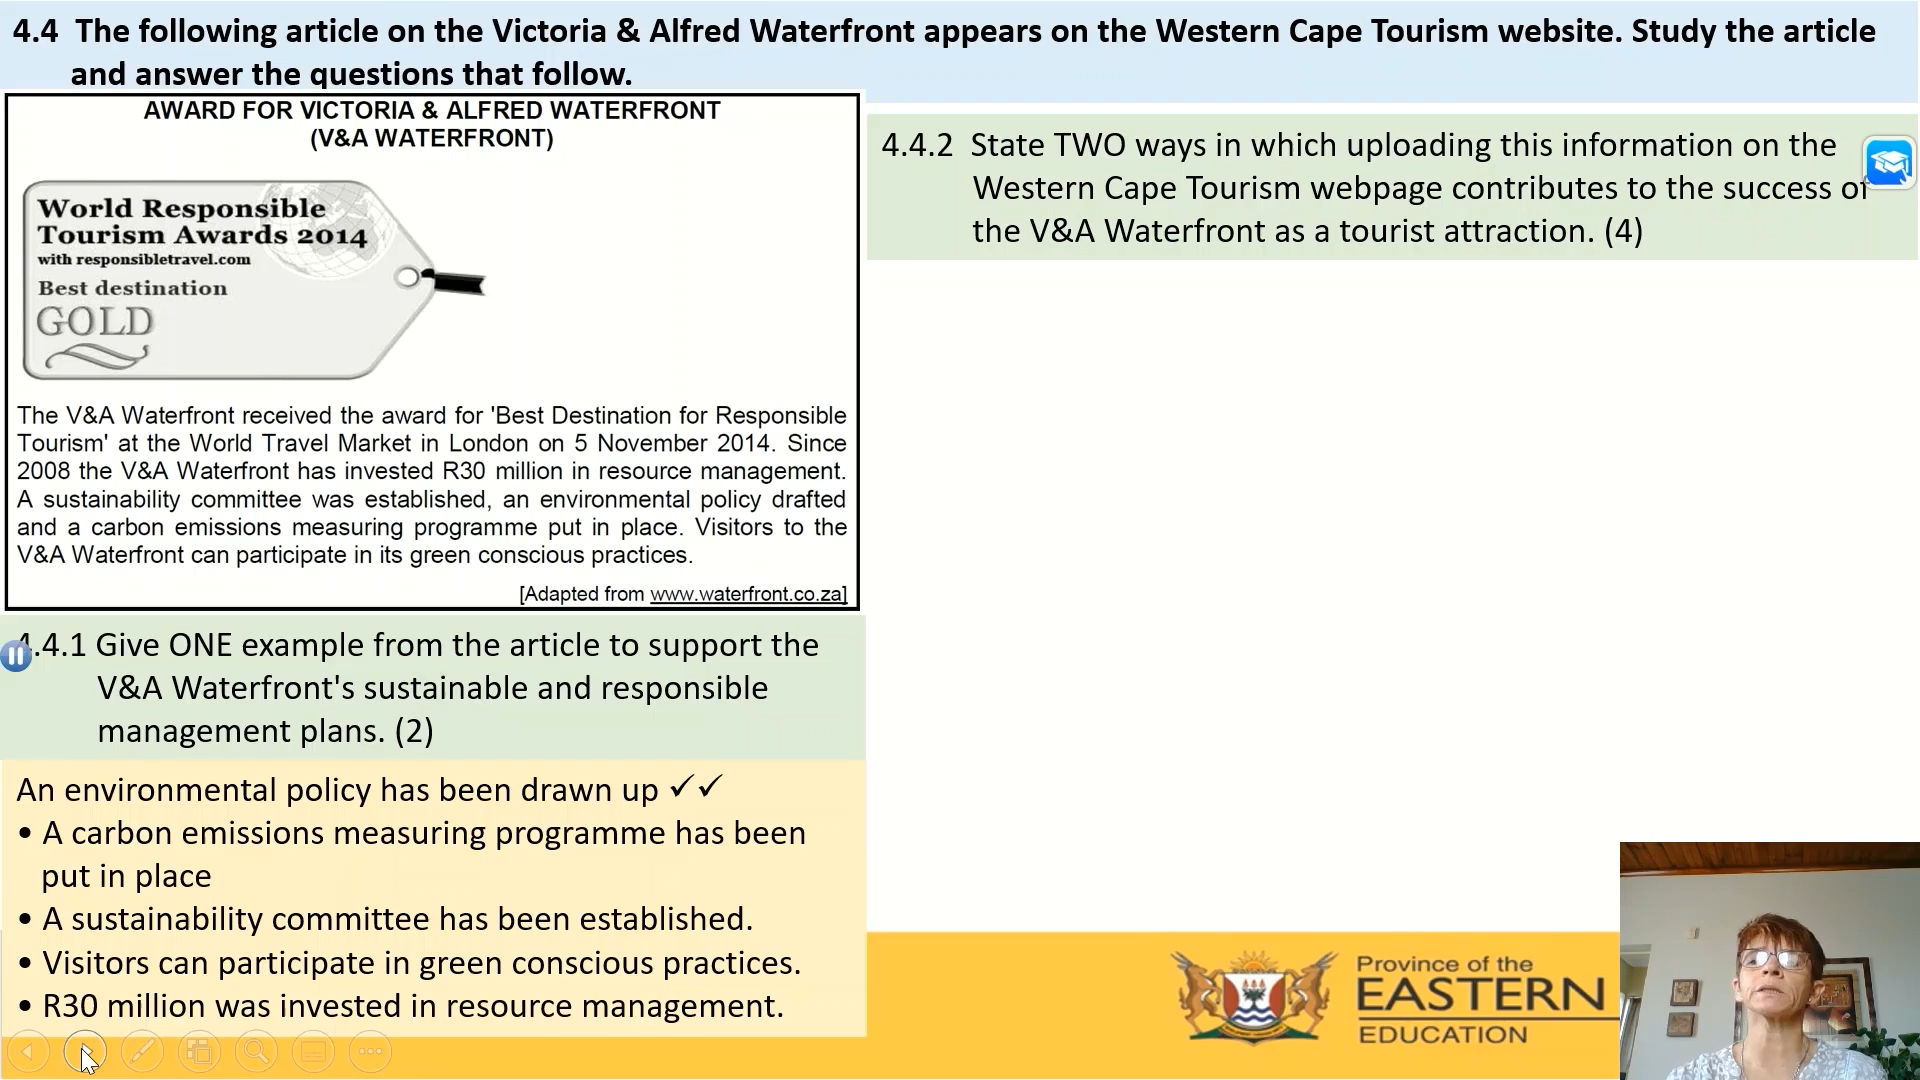 4.4 The following article on the Victoria & Alfred Waterfront appears on the Western Cape Tourism website. Study the article
and answer the questions that follow.
AWARD FOR VICTORIA & ALFRED WATERFRONT
(V&A WATERFRONT)
World Responsible
Tourism Awards 2014
with responsibletravel.com
Best destination
GOLD
The V&A Waterfront received the award for 'Best Destination for Responsible
Tourism' at the World Travel Market in London on 5 November 2014. Since
2008 the V&A Waterfront has invested R30 million in resource management.
A sustainability committee was established, an environmental policy drafted
and a carbon emissions measuring programme put in place. Visitors to the
V&A Waterfront can participate in its green conscious practices.
[Adapted from www.waterfront.co.za]
4.4.1 Give ONE example from the article to support the
V&A Waterfront's sustainable and responsible
management plans. (2)
An environmental policy has been drawn up ✓✓
• A carbon emissions measuring programme has been
put in place
• A sustainability committee has been established.
• Visitors can participate in green conscious practices.
• R30 million was invested in resource management.
4.4.2 State TWO ways in which uploading this information on the
Western Cape Tourism webpage contributes to the success of
the V&A Waterfront as a tourist attraction. (4)
Province of the
EASTERN
EDUCATION